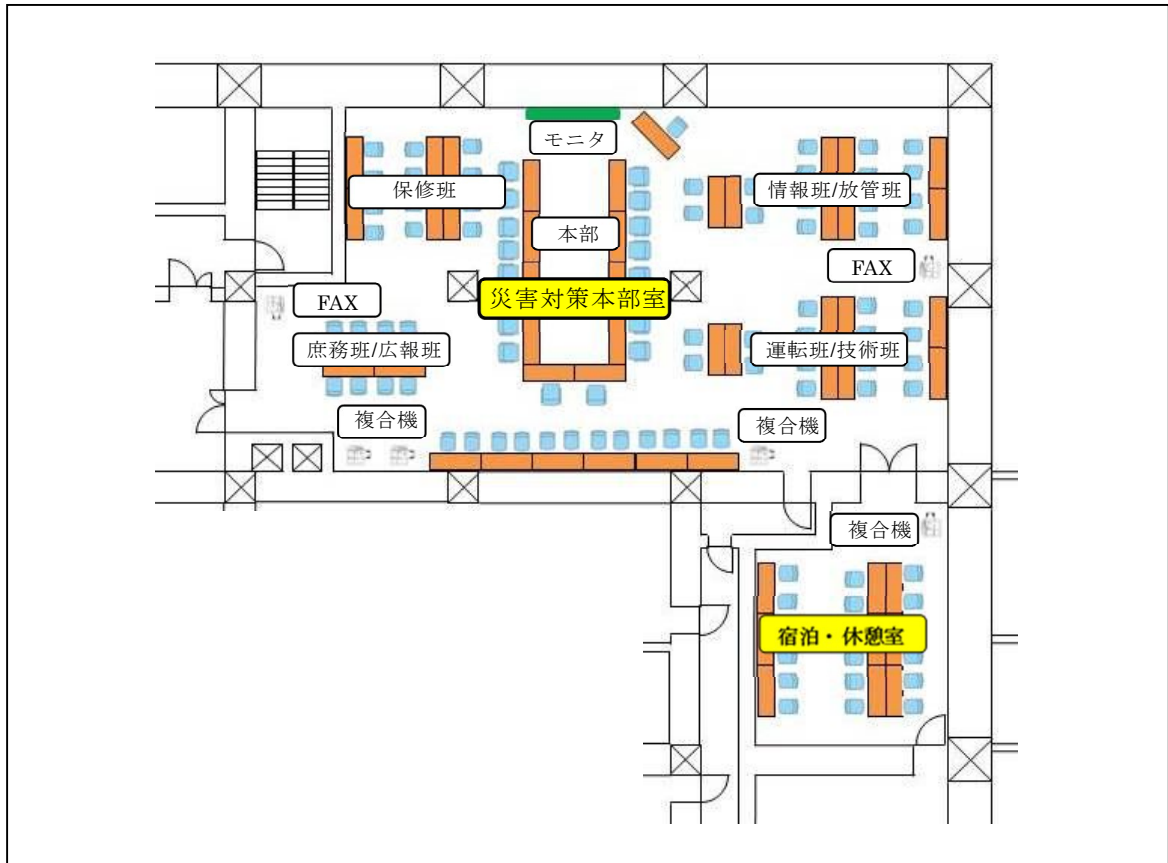 モニタ
保修班
情報班/放管班
本部
FAX
災害対策本部室
FAX
庶務班/広報班
運転班/技術班
複合機
複合機
複合機
宿泊・休憩室